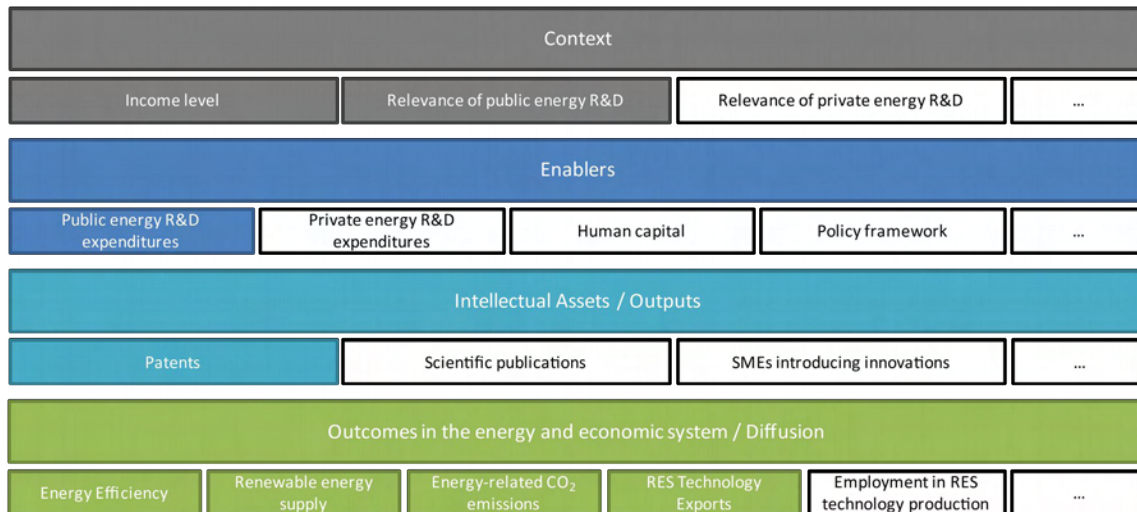 Context
Income level
Relevance of public energy R&D
Relevance of private energy R&D
...
Enablers
Public energy R&D
expenditures
Private energy R&D
expenditures
Human capital
Policy framework
...
Intellectual Assets / Outputs
Patents
Scientific publications
SMEs introducing innovations
...
Outcomes in the energy and economic system / Diffusion
Energy Efficiency
Renewable energy
supply
Energy-related CO₂
emissions
RES Technology
Exports
Employment in RES
technology production
...